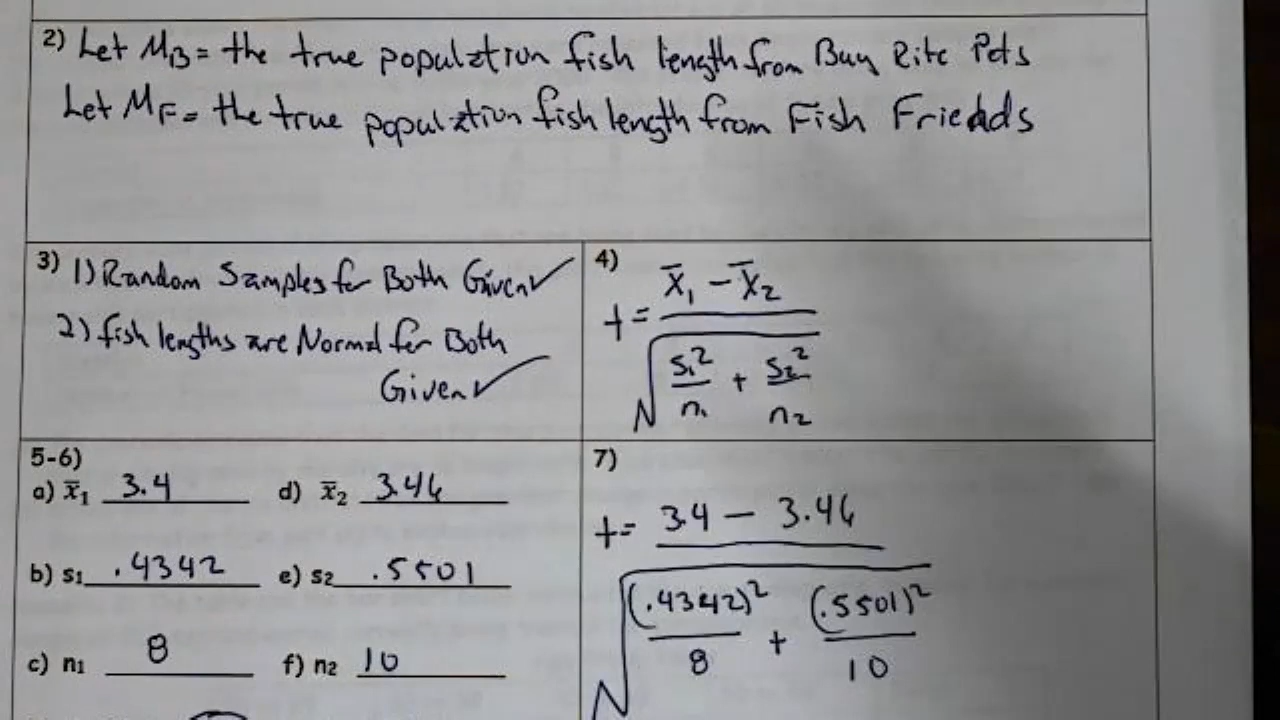 2) Let MB = the true population fish length from Buy Rite Pets
Let MF = the true population fish length from Fish Friends
3) 1) Random Samples for Both Given✓
2) fish lengths are Normal for Both
Given✓
4)
t = x̄₁ − x̄₂
√ s₁²/n₁ + s₂²/n₂
5-6)
a) x̄₁ 3.4 d) x̄₂ 3.46
b) s₁ .4342 e) s₂ .5501
c) n₁ 8 f) n₂ 10
7)
t = 3.4 − 3.46
√ (.4342)²/8 + (.5501)²/10